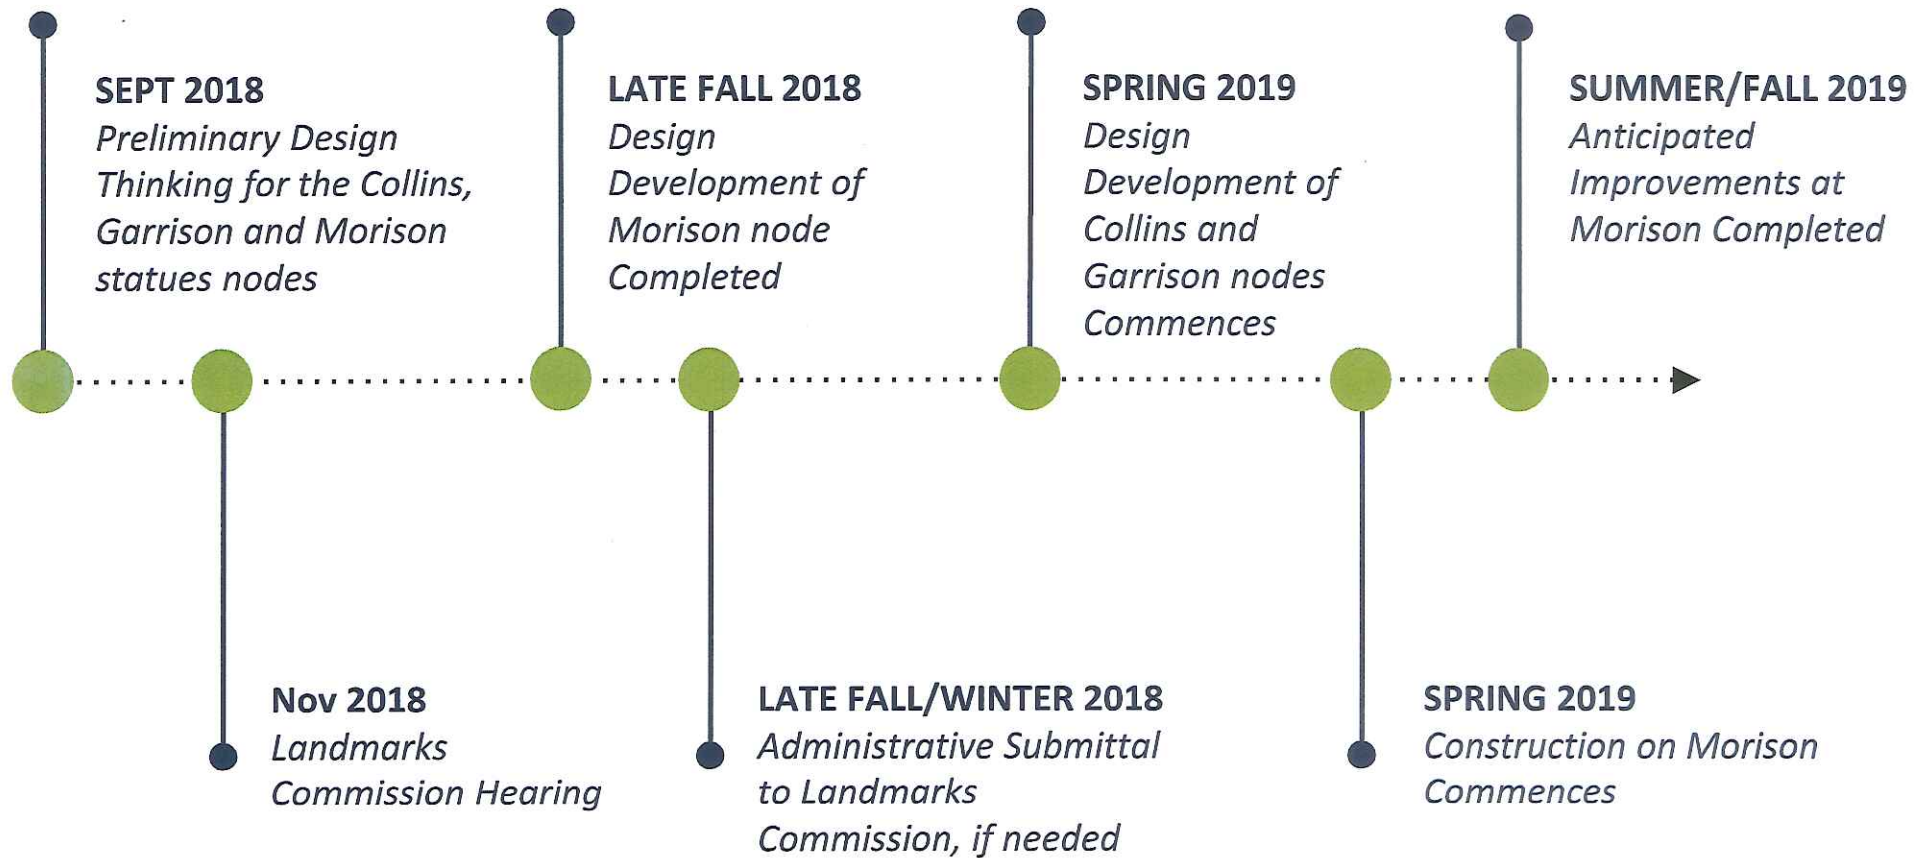 SEPT 2018
Preliminary Design
Thinking for the Collins,
Garrison and Morison
statues nodes
LATE FALL 2018
Design
Development of
Morison node
Completed
SPRING 2019
Design
Development of
Collins and
Garrison nodes
Commences
SUMMER/FALL 2019
Anticipated
Improvements at
Morison Completed
Nov 2018
Landmarks
Commission Hearing
LATE FALL/WINTER 2018
Administrative Submittal
to Landmarks
Commission, if needed
SPRING 2019
Construction on Morison
Commences